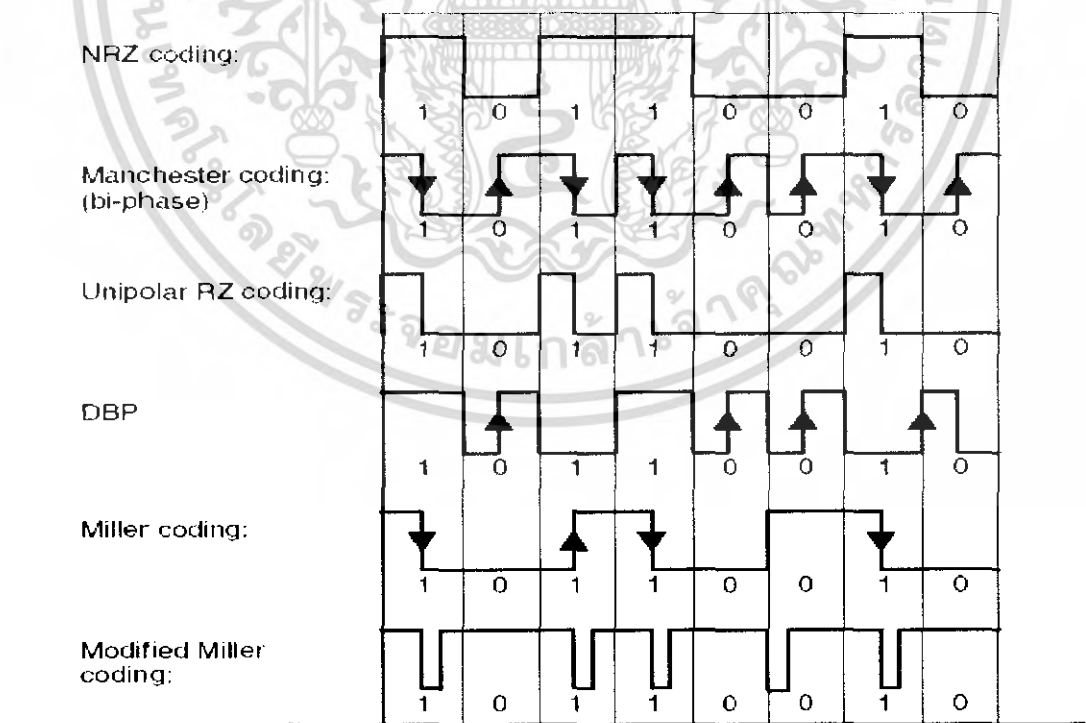 NRZ coding:
1 0 1 1 0 0 1 0
Manchester coding:
(bi-phase)
1 0 1 1 0 0 1 0
Unipolar RZ coding:
1 0 1 1 0 0 1 0
DBP
1 0 1 1 0 0 1 0
Miller coding:
1 0 1 1 0 0 1 0
Modified Miller
coding:
1 0 1 1 0 0 1 0